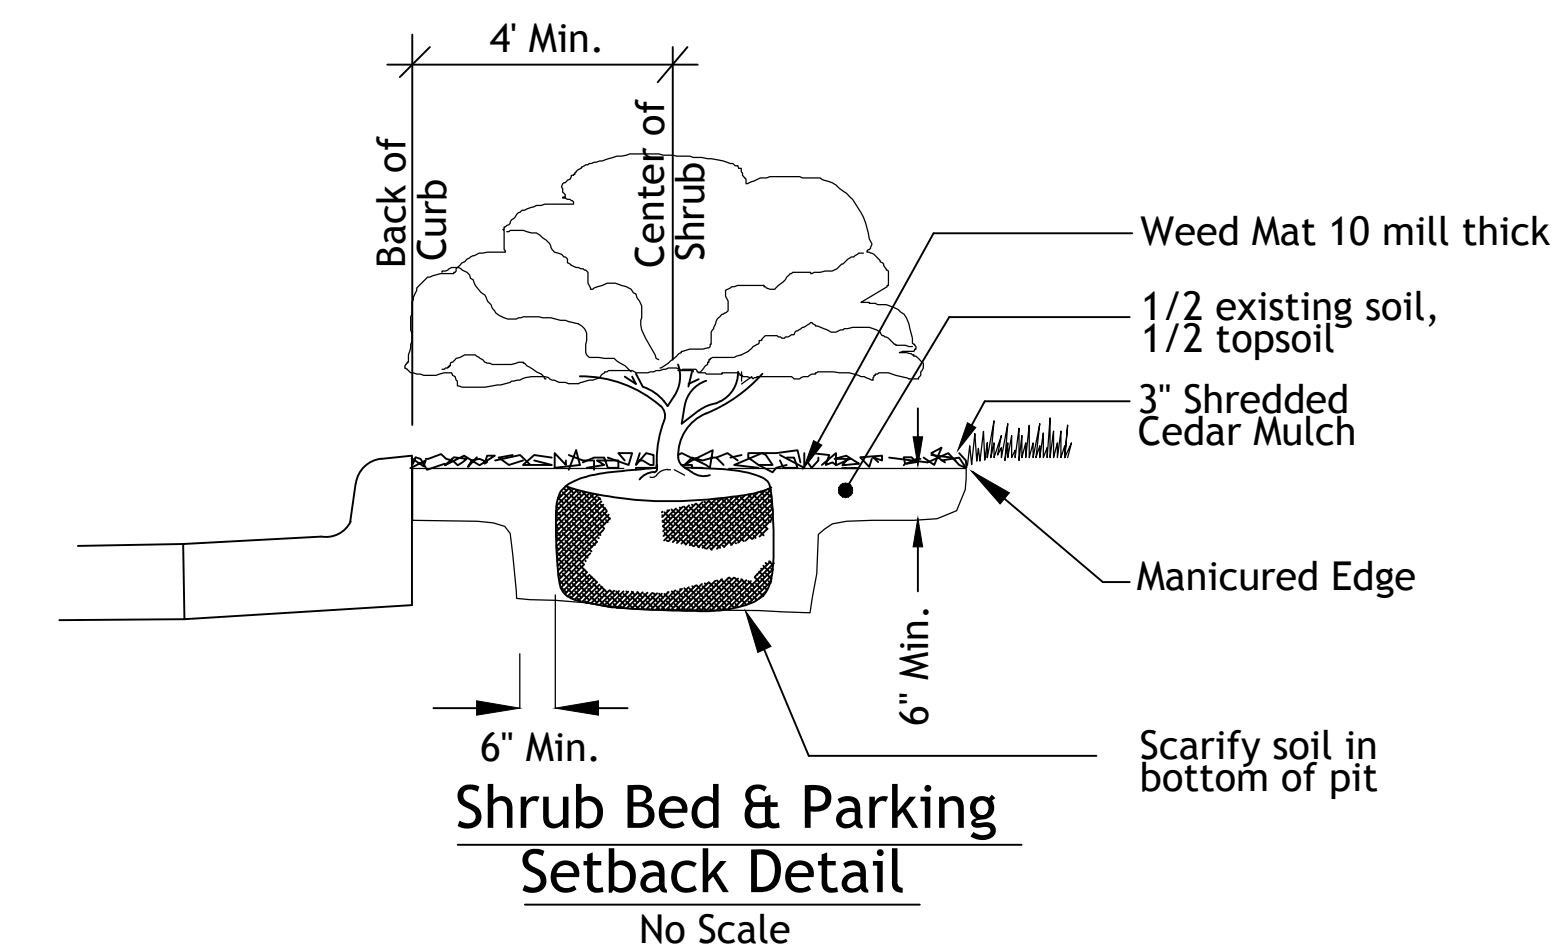 4' Min.
Back of
Curb
Center of
Shrub
Weed Mat 10 mill thick
1/2 existing soil,
1/2 topsoil
3" Shredded
Cedar Mulch
Manicured Edge
6" Min.
6" Min.
Scarify soil in
bottom of pit
Shrub Bed & Parking
Setback Detail
No Scale